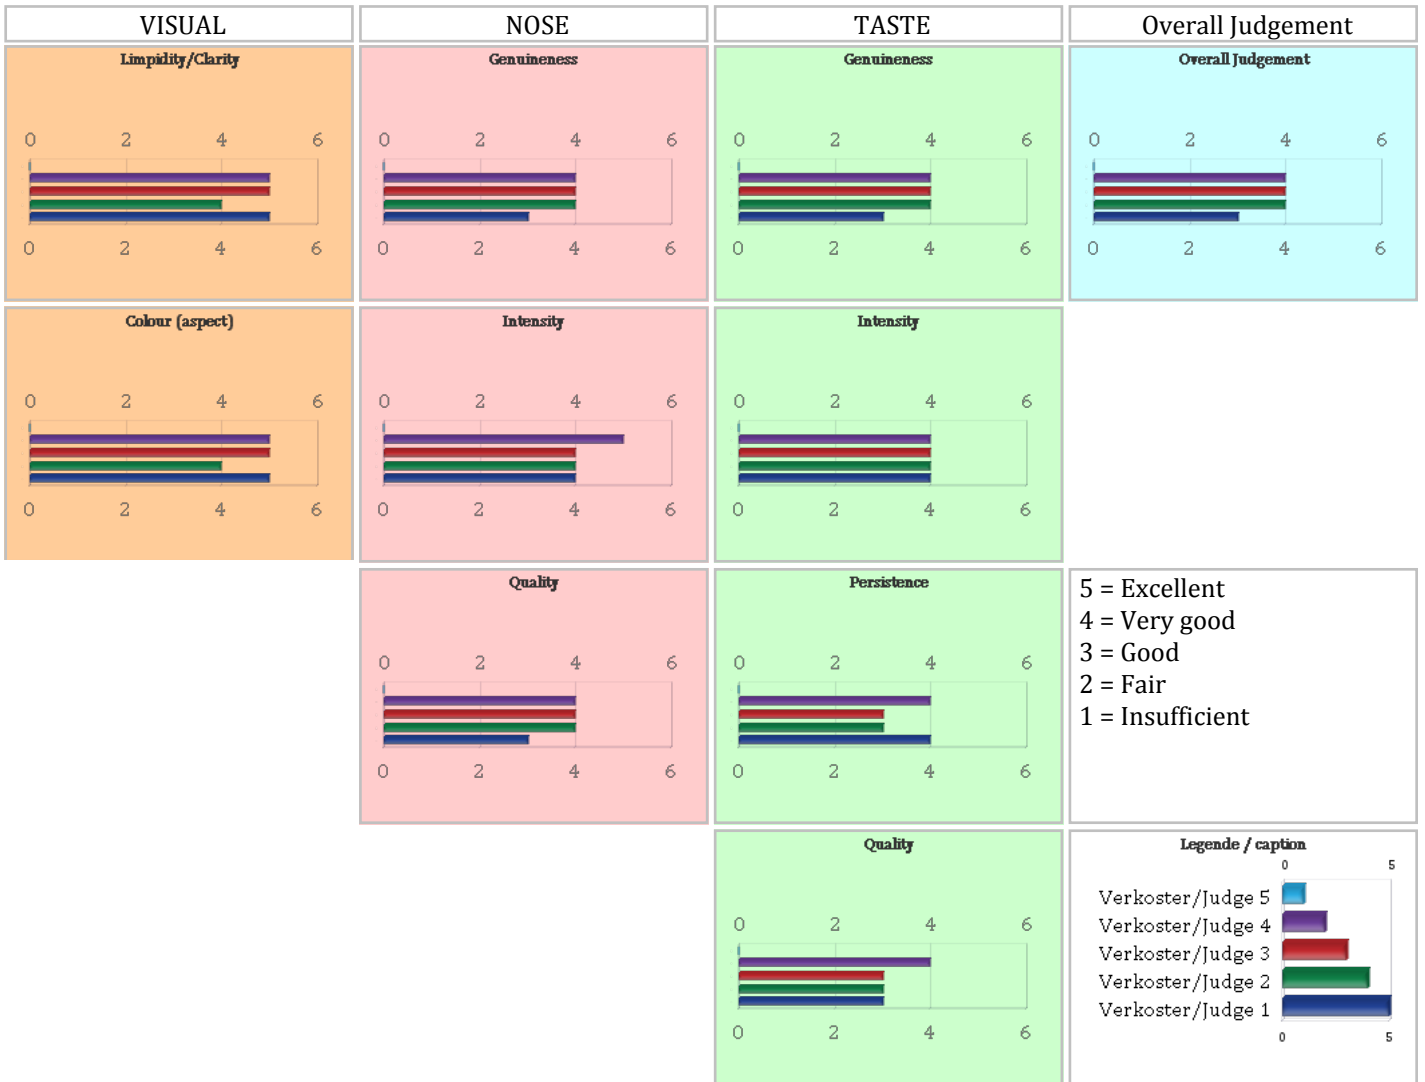 VISUAL
NOSE
TASTE
Overall Judgement
Limpidity/Clarity
0 2 4 6
0 2 4 6
Genuineness
0 2 4 6
0 2 4 6
Genuineness
0 2 4 6
0 2 4 6
Overall Judgement
0 2 4 6
0 2 4 6
Colour (aspect)
0 2 4 6
0 2 4 6
Intensity
0 2 4 6
0 2 4 6
Intensity
0 2 4 6
0 2 4 6
Quality
0 2 4 6
0 2 4 6
Persistence
0 2 4 6
0 2 4 6
5 = Excellent
4 = Very good
3 = Good
2 = Fair
1 = Insufficient
Quality
0 2 4 6
0 2 4 6
Legende / caption
0 5
Verkoster/Judge 5
Verkoster/Judge 4
Verkoster/Judge 3
Verkoster/Judge 2
Verkoster/Judge 1
0 5